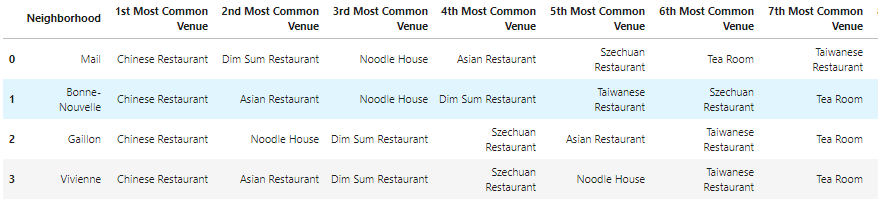 Neighborhood 1st Most Common Venue 2nd Most Common Venue 3rd Most Common Venue 4th Most Common Venue 5th Most Common Venue 6th Most Common Venue 7th Most Common Venue
0 Mail Chinese Restaurant Dim Sum Restaurant Noodle House Asian Restaurant Szechuan Restaurant Tea Room Taiwanese Restaurant
1 Bonne-Nouvelle Chinese Restaurant Asian Restaurant Noodle House Dim Sum Restaurant Taiwanese Restaurant Szechuan Restaurant Tea Room
2 Gaillon Chinese Restaurant Noodle House Dim Sum Restaurant Szechuan Restaurant Asian Restaurant Taiwanese Restaurant Tea Room
3 Vivienne Chinese Restaurant Asian Restaurant Dim Sum Restaurant Szechuan Restaurant Noodle House Taiwanese Restaurant Tea Room